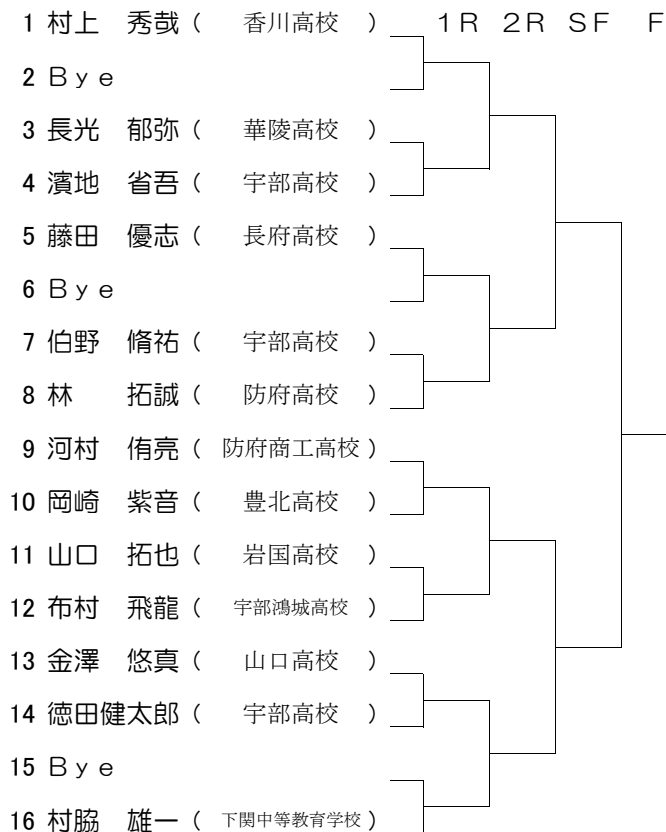 1R 2R SF F
1 村上 秀哉 ( 香川高校 )
2 Bye
3 長光 郁弥 ( 華陵高校 )
4 濱地 省吾 ( 宇部高校 )
5 藤田 優志 ( 長府高校 )
6 Bye
7 伯野 脩祐 ( 宇部高校 )
8 林 拓誠 ( 防府高校 )
9 河村 侑亮 ( 防府商工高校 )
10 岡崎 紫音 ( 豊北高校 )
11 山口 拓也 ( 岩国高校 )
12 布村 飛龍 ( 宇部鴻城高校 )
13 金澤 悠真 ( 山口高校 )
14 徳田健太郎 ( 宇部高校 )
15 Bye
16 村脇 雄一 ( 下関中等教育学校 )